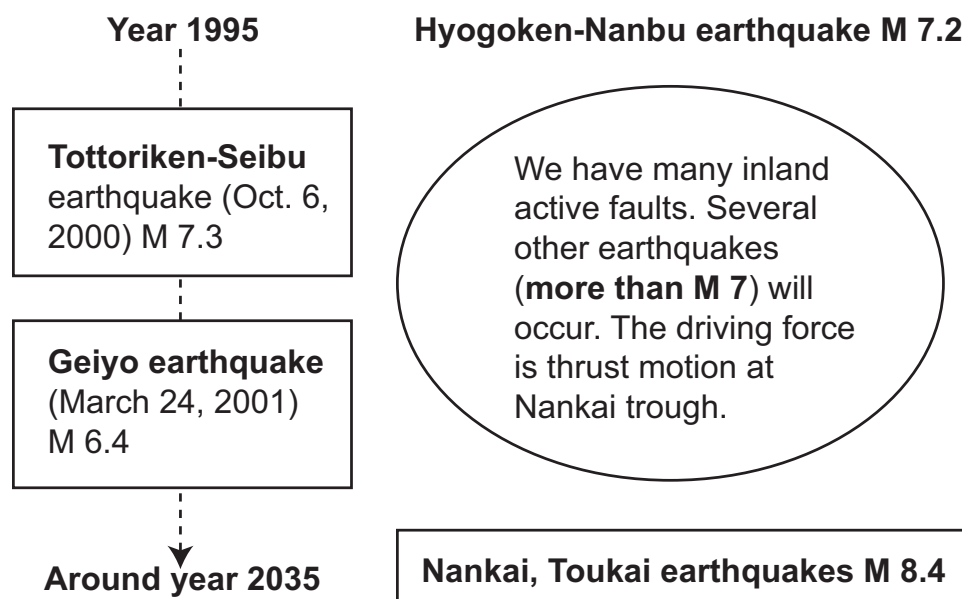 Year 1995
Hyogoken-Nanbu earthquake M 7.2
Tottoriken-Seibu
earthquake (Oct. 6,
2000) M 7.3
We have many inland
active faults. Several
other earthquakes
(more than M 7) will
occur. The driving force
is thrust motion at
Nankai trough.
Geiyo earthquake
(March 24, 2001)
M 6.4
Around year 2035
Nankai, Toukai earthquakes M 8.4